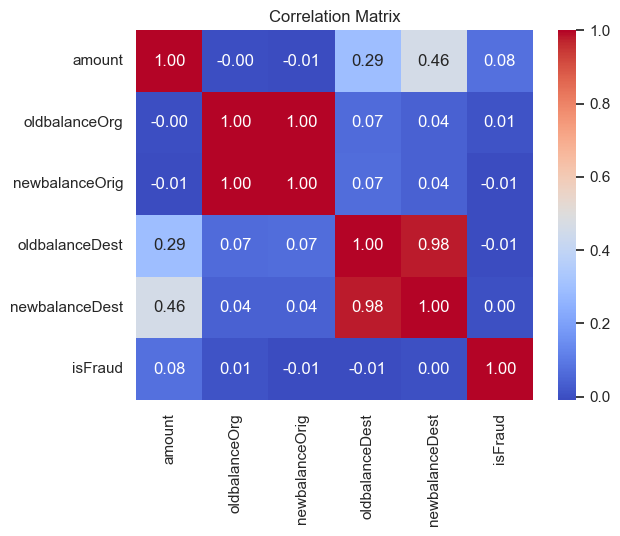 Correlation Matrix
amount 1.00 -0.00 -0.01 0.29 0.46 0.08
oldbalanceOrg -0.00 1.00 1.00 0.07 0.04 0.01
newbalanceOrig -0.01 1.00 1.00 0.07 0.04 -0.01
oldbalanceDest 0.29 0.07 0.07 1.00 0.98 -0.01
newbalanceDest 0.46 0.04 0.04 0.98 1.00 0.00
isFraud 0.08 0.01 -0.01 -0.01 0.00 1.00
amount
oldbalanceOrg
newbalanceOrig
oldbalanceDest
newbalanceDest
isFraud
1.0
0.8
0.6
0.4
0.2
0.0